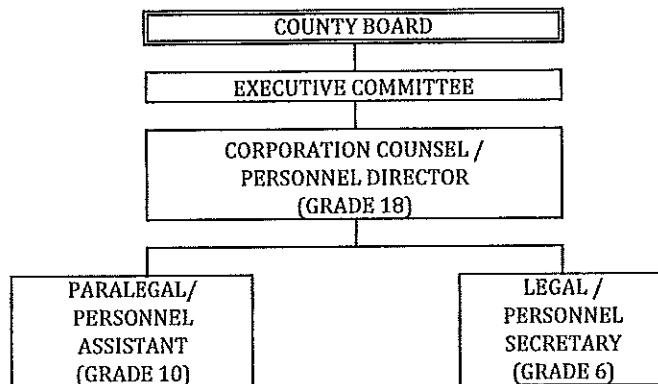 COUNTY BOARD
EXECUTIVE COMMITTEE
CORPORATION COUNSEL /
PERSONNEL DIRECTOR
(GRADE 18)
PARALEGAL/
PERSONNEL
ASSISTANT
(GRADE 10)
LEGAL /
PERSONNEL
SECRETARY
(GRADE 6)